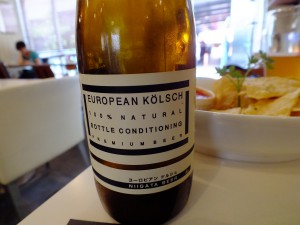 EUROPEAN KÖLSCH
100% NATURAL
BOTTLE CONDITIONING
PREMIUM BEER
ヨーロピアン ケルシュ
NIIGATA BEER